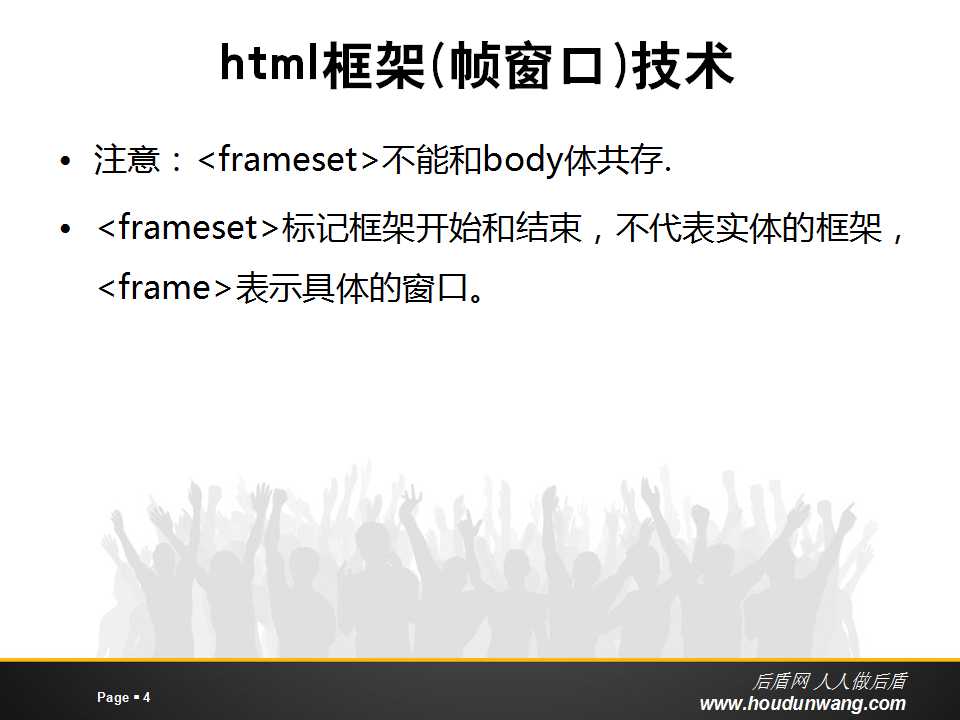 html框架(帧窗口)技术
• 注意：<frameset>不能和body体共存.
• <frameset>标记框架开始和结束，不代表实体的框架，
<frame>表示具体的窗口。
Page ▪ 4
后盾网 人人做后盾
www.houdunwang.com